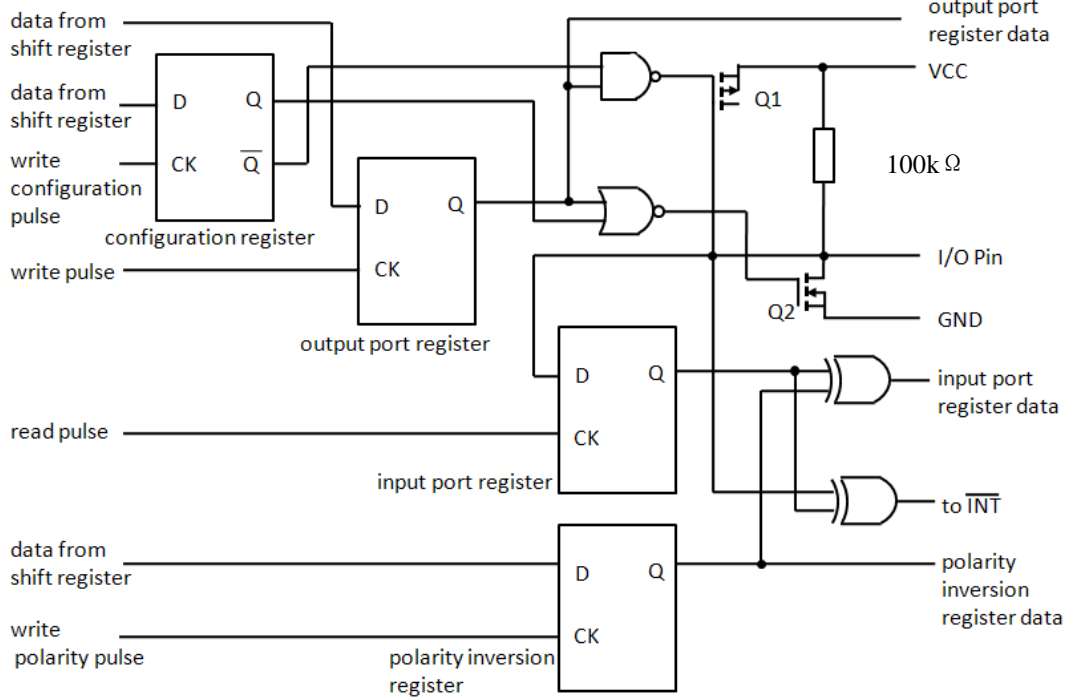 data from
shift register
data from
shift register
write
configuration
pulse
D
Q
CK
Q
configuration register
write pulse
D
Q
CK
output port register
output port
register data
VCC
Q1
100kΩ
I/O Pin
Q2
GND
D
Q
CK
input port register
read pulse
input port
register data
to INT
data from
shift register
write
polarity pulse
D
Q
CK
polarity inversion
register
polarity
inversion
register data